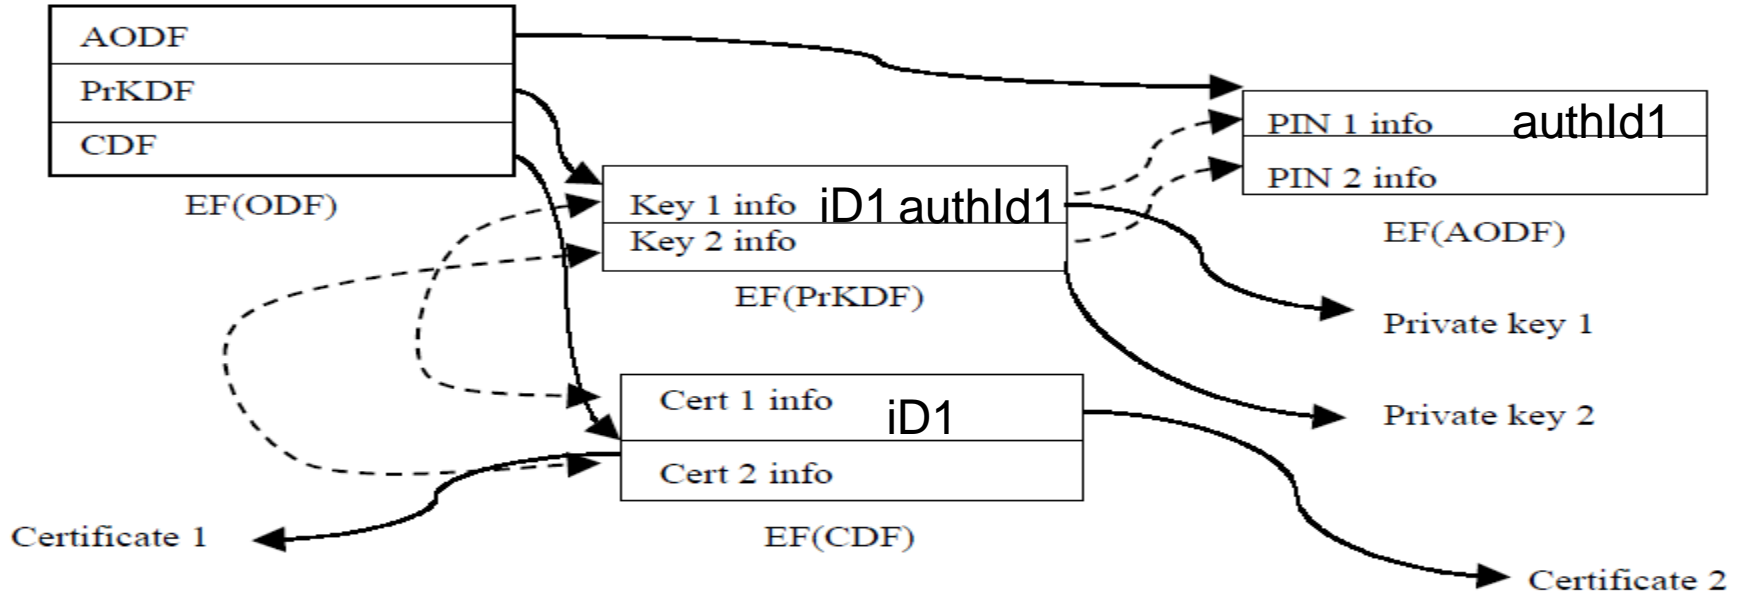 AODF
PrKDF
CDF
EF(ODF)
PIN 1 info authId1
PIN 2 info
EF(AODF)
Key 1 info iD1 authId1
Key 2 info
EF(PrKDF)
Private key 1
Private key 2
Cert 1 info iD1
Cert 2 info
EF(CDF)
Certificate 1
Certificate 2